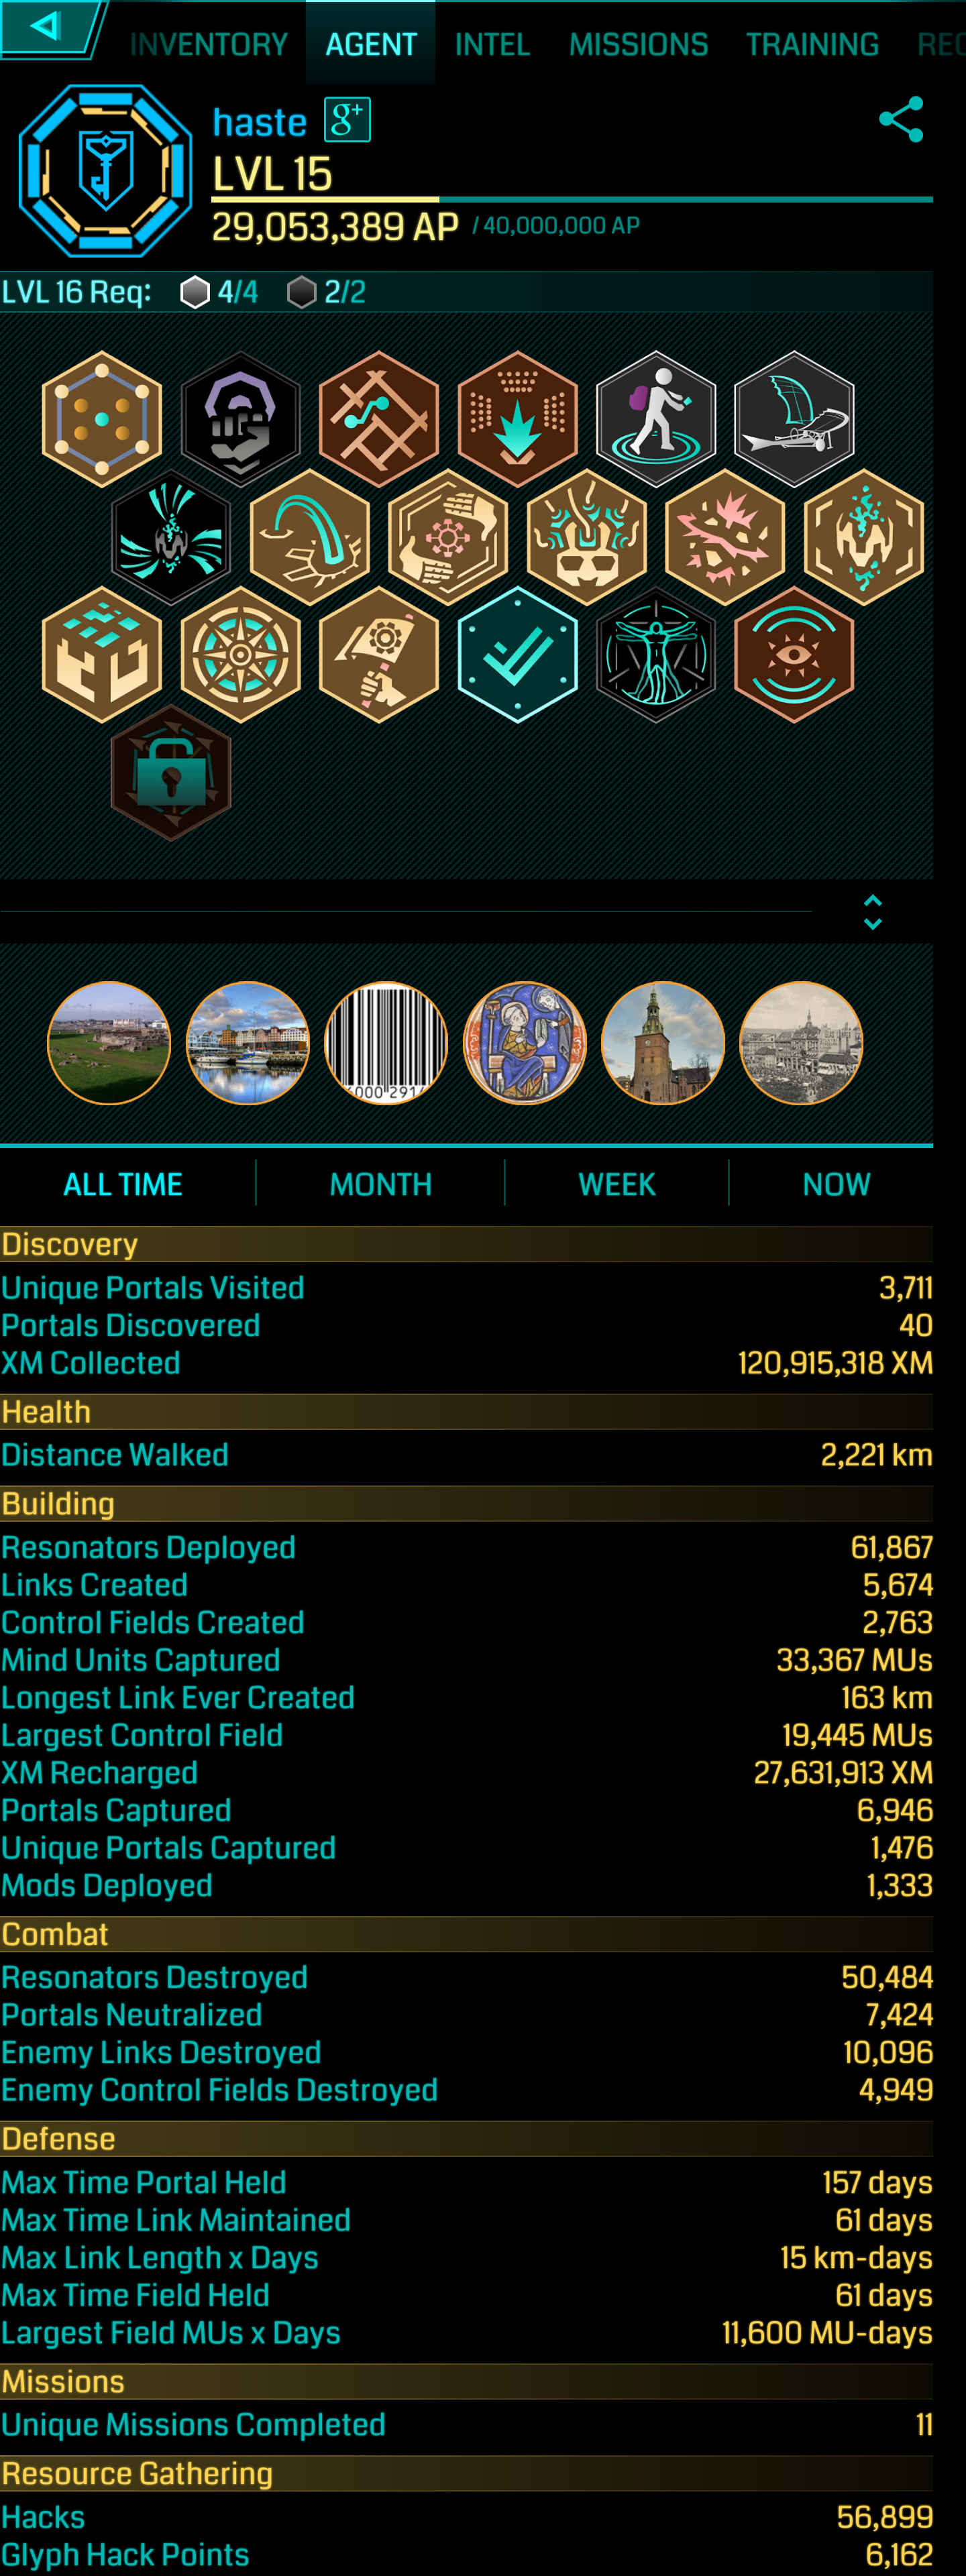 INVENTORY AGENT INTEL MISSIONS TRAINING REC
haste g+
LVL 15
29,053,389 AP / 40,000,000 AP
LVL 16 Req: 4/4 2/2
4000 291
ALL TIME MONTH WEEK NOW
Discovery
Unique Portals Visited 3,711
Portals Discovered 40
XM Collected 120,915,318 XM
Health
Distance Walked 2,221 km
Building
Resonators Deployed 61,867
Links Created 5,674
Control Fields Created 2,763
Mind Units Captured 33,367 MUs
Longest Link Ever Created 163 km
Largest Control Field 19,445 MUs
XM Recharged 27,631,913 XM
Portals Captured 6,946
Unique Portals Captured 1,476
Mods Deployed 1,333
Combat
Resonators Destroyed 50,484
Portals Neutralized 7,424
Enemy Links Destroyed 10,096
Enemy Control Fields Destroyed 4,949
Defense
Max Time Portal Held 157 days
Max Time Link Maintained 61 days
Max Link Length x Days 15 km-days
Max Time Field Held 61 days
Largest Field MUs x Days 11,600 MU-days
Missions
Unique Missions Completed 11
Resource Gathering
Hacks 56,899
Glyph Hack Points 6,162